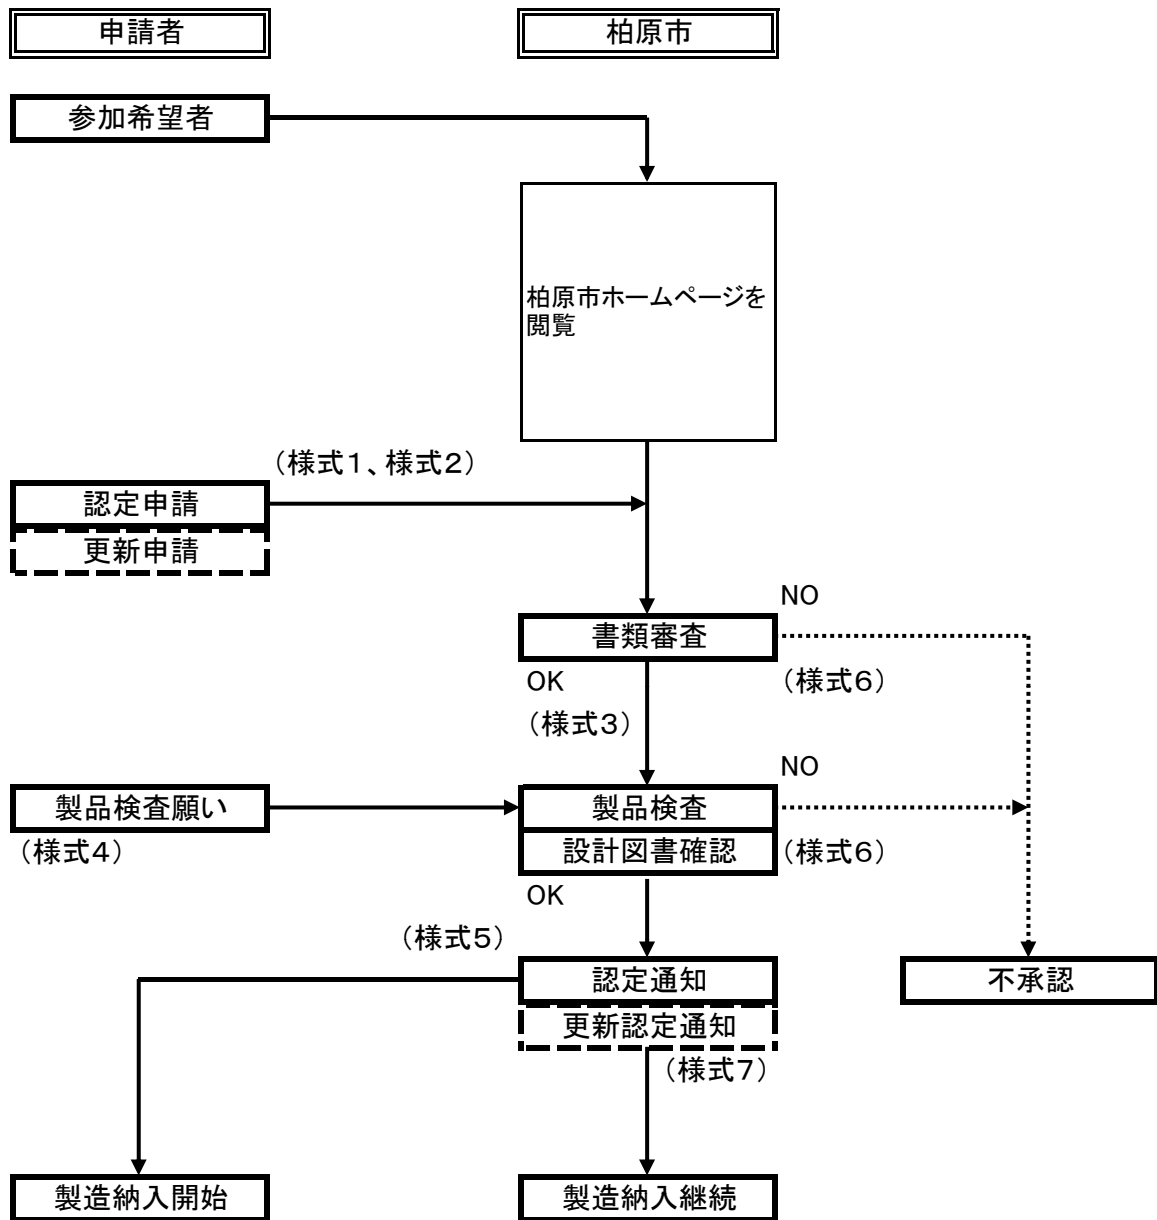 申請者
柏原市
参加希望者
柏原市ホームページを
閲覧
（様式１、様式２）
認定申請
更新申請
NO
書類審査
OK
（様式６）
（様式３）
NO
製品検査願い
製品検査
（様式４）
設計図書確認
（様式６）
OK
（様式５）
認定通知
不承認
更新認定通知
（様式７）
製造納入開始
製造納入継続